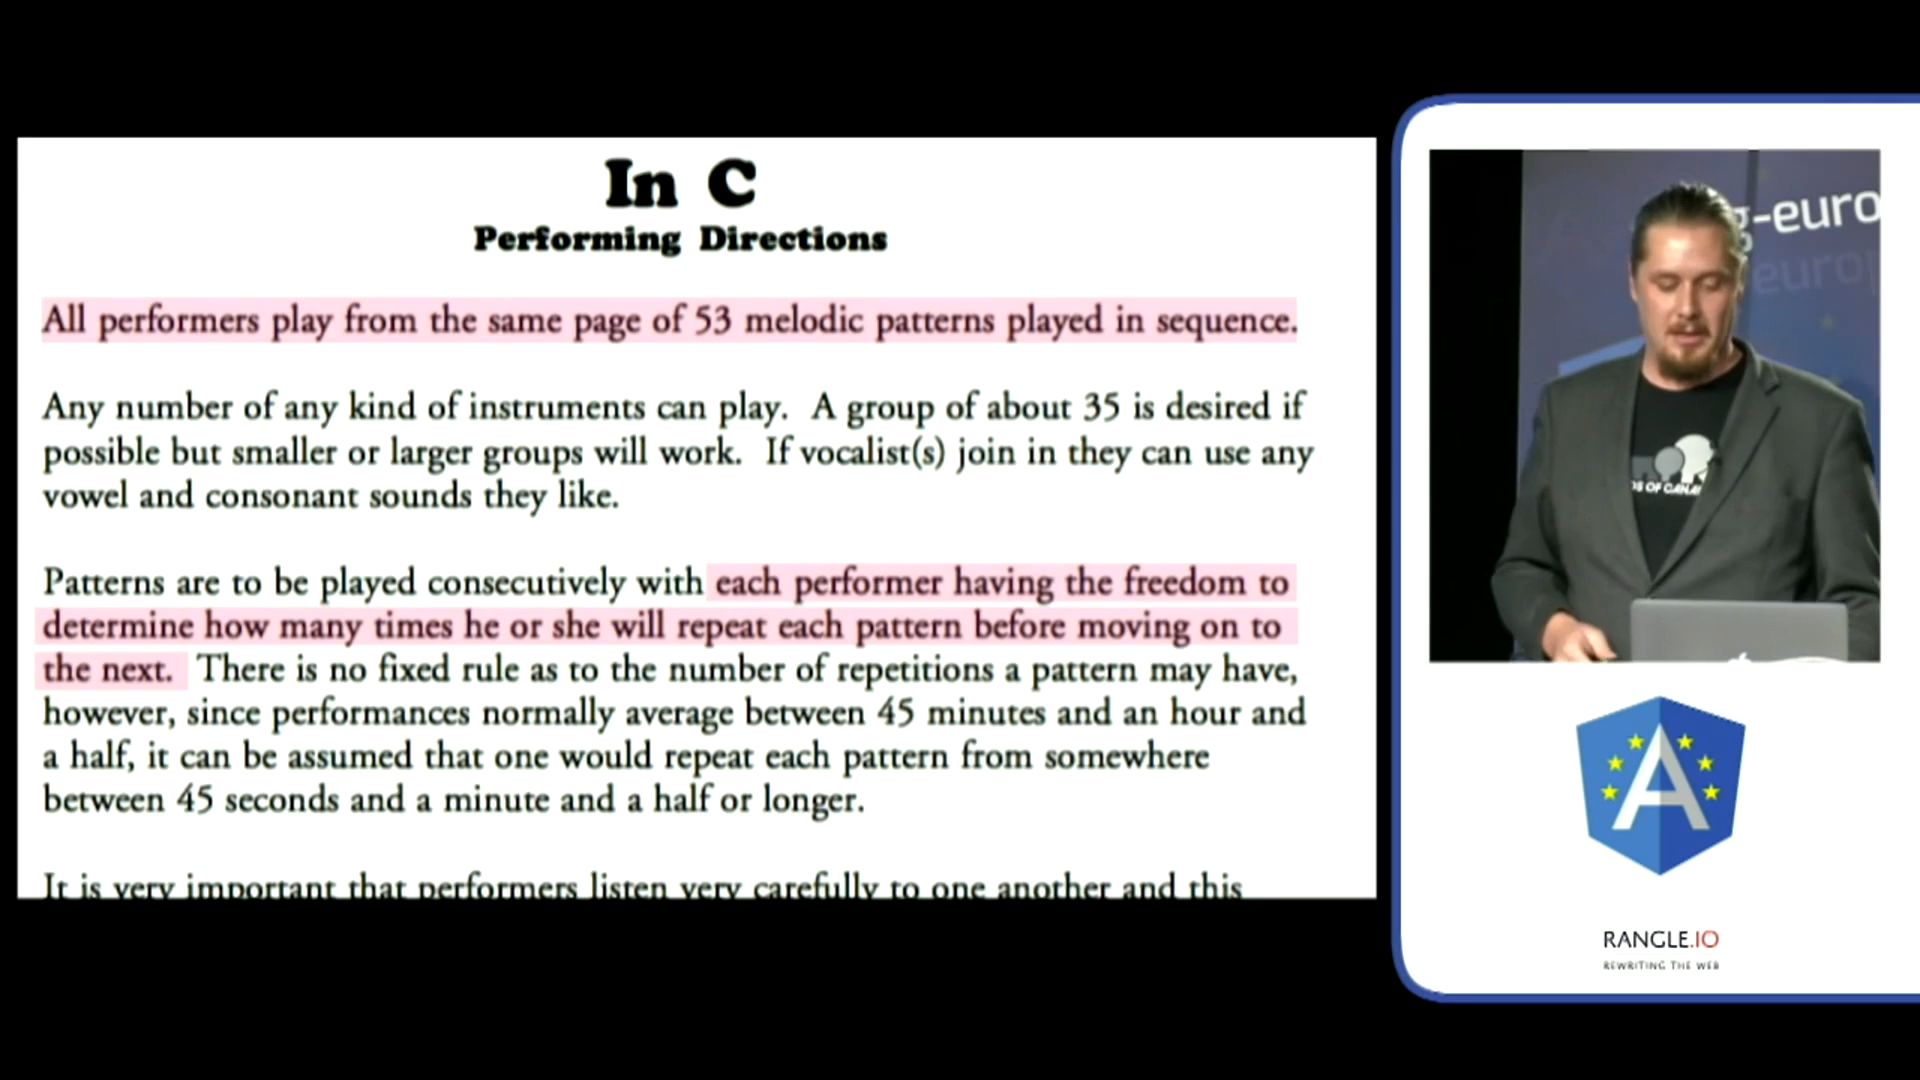 In C
Performing Directions
All performers play from the same page of 53 melodic patterns played in sequence.
Any number of any kind of instruments can play. A group of about 35 is desired if
possible but smaller or larger groups will work. If vocalist(s) join in they can use any
vowel and consonant sounds they like.
Patterns are to be played consecutively with each performer having the freedom to
determine how many times he or she will repeat each pattern before moving on to
the next. There is no fixed rule as to the number of repetitions a pattern may have,
however, since performances normally average between 45 minutes and an hour and
a half, it can be assumed that one would repeat each pattern from somewhere
between 45 seconds and a minute and a half or longer.
It is very important that performers listen very carefully to one another and this
g-euro
europ
OF CANA
A
RANGLE.IO
REWRITING THE WEB